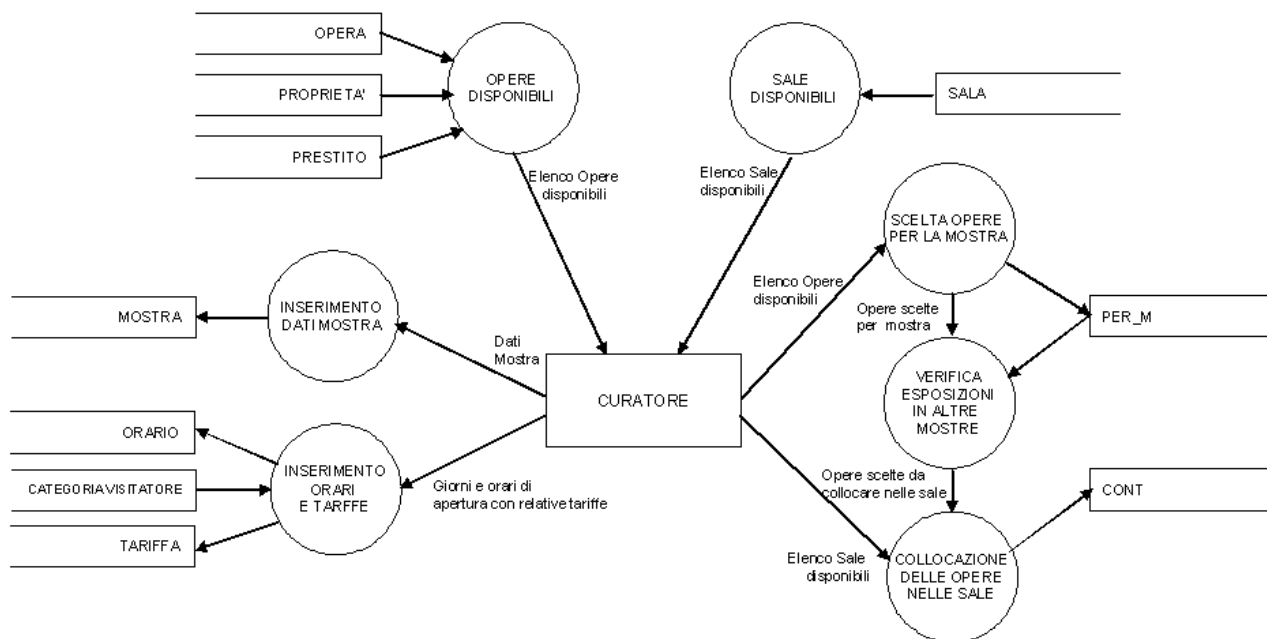 OPERA
PROPRIETA'
PRESTITO
OPERE
DISPONIBILI
SALE
DISPONIBILI
SALA
Elenco Opere
disponibili
Elenco Sale
disponibili
SCELTA OPERE
PER LA MOSTRA
Elenco Opere
disponibili
Opere scelte
per mostra
PER_M
MOSTRA
INSERIMENTO
DATI MOSTRA
Dati
Mostra
CURATORE
VERIFICA
ESPOSIZIONI
IN ALTRE
MOSTRE
ORARIO
CATEGORIA VISITATORE
TARIFFA
INSERIMENTO
ORARI
E TARFFE
Giorni e orari di
apertura con relative tariffe
Opere scelte da
collocare nelle sale
CONT
Elenco Sale
disponibili
COLLOCAZIONE
DELLE OPERE
NELLE SALE